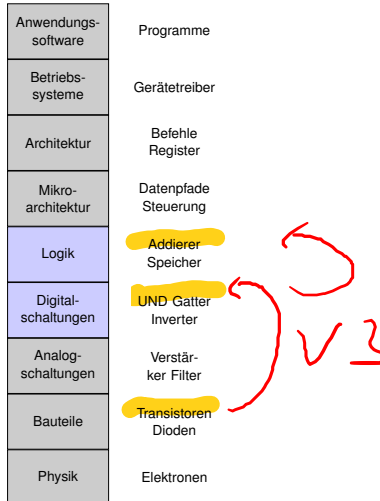 Anwendungs-
software
Programme
Betriebs-
systeme
Gerätetreiber
Architektur
Befehle
Register
Mikro-
architektur
Datenpfade
Steuerung
Logik
Addierer
Speicher
Digital-
schaltungen
UND Gatter
Inverter
Analog-
schaltungen
Verstär-
ker Filter
Bauteile
Transistoren
Dioden
Physik
Elektronen